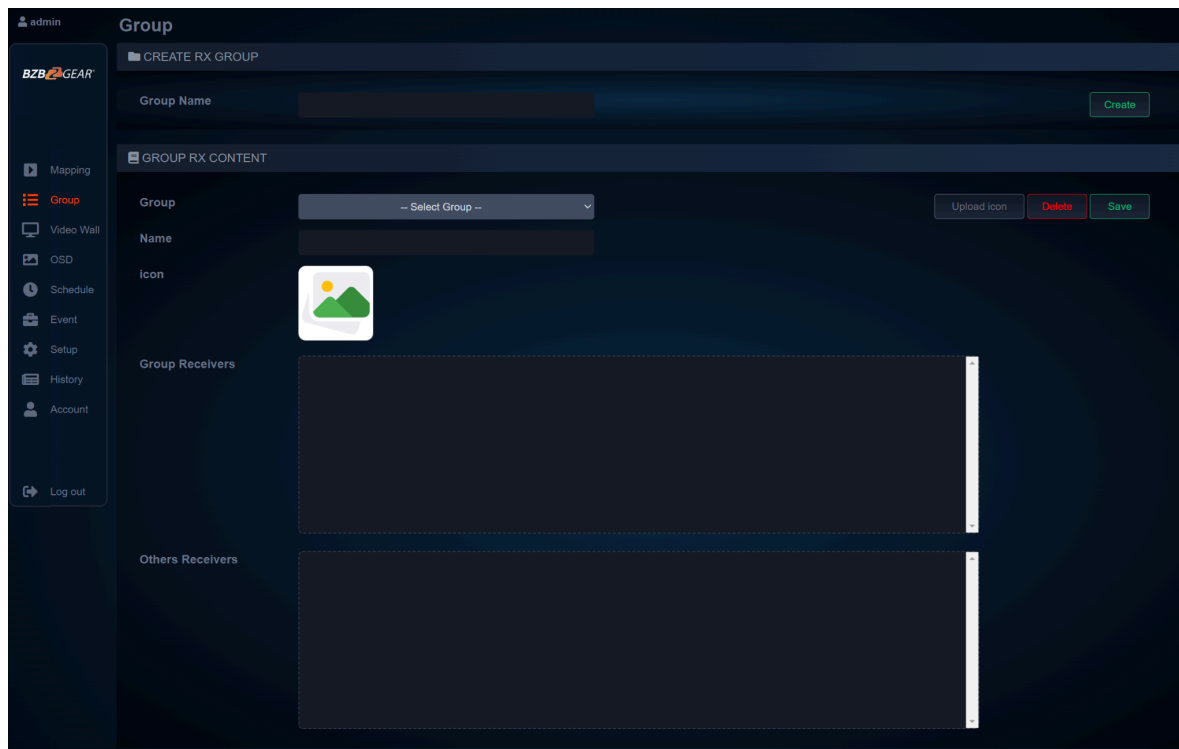 admin
Group
BZBGEAR
CREATE RX GROUP
Group Name
Create
GROUP RX CONTENT
Mapping
Group
Video Wall
OSD
Schedule
Event
Setup
History
Account
Log out
Group
-- Select Group --
Upload icon
Delete
Save
Name
icon
Group Receivers
Others Receivers